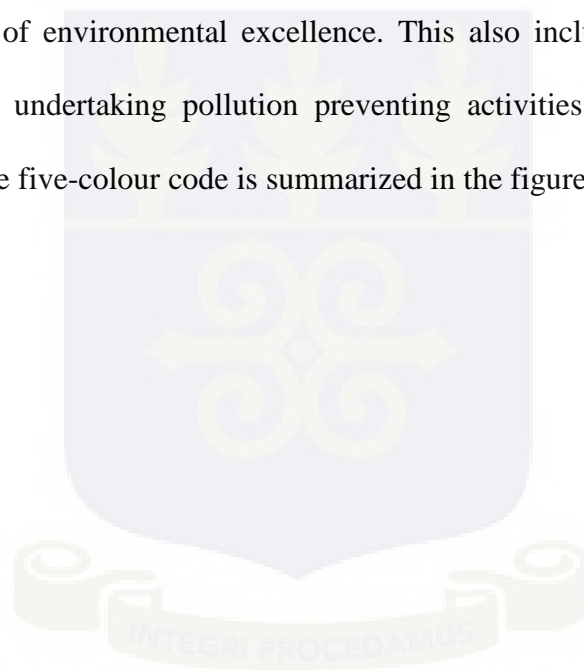 of environmental excellence. This also inclu
undertaking pollution preventing activities
five-colour code is summarized in the figure
INTEGRI PROCEDAMUS